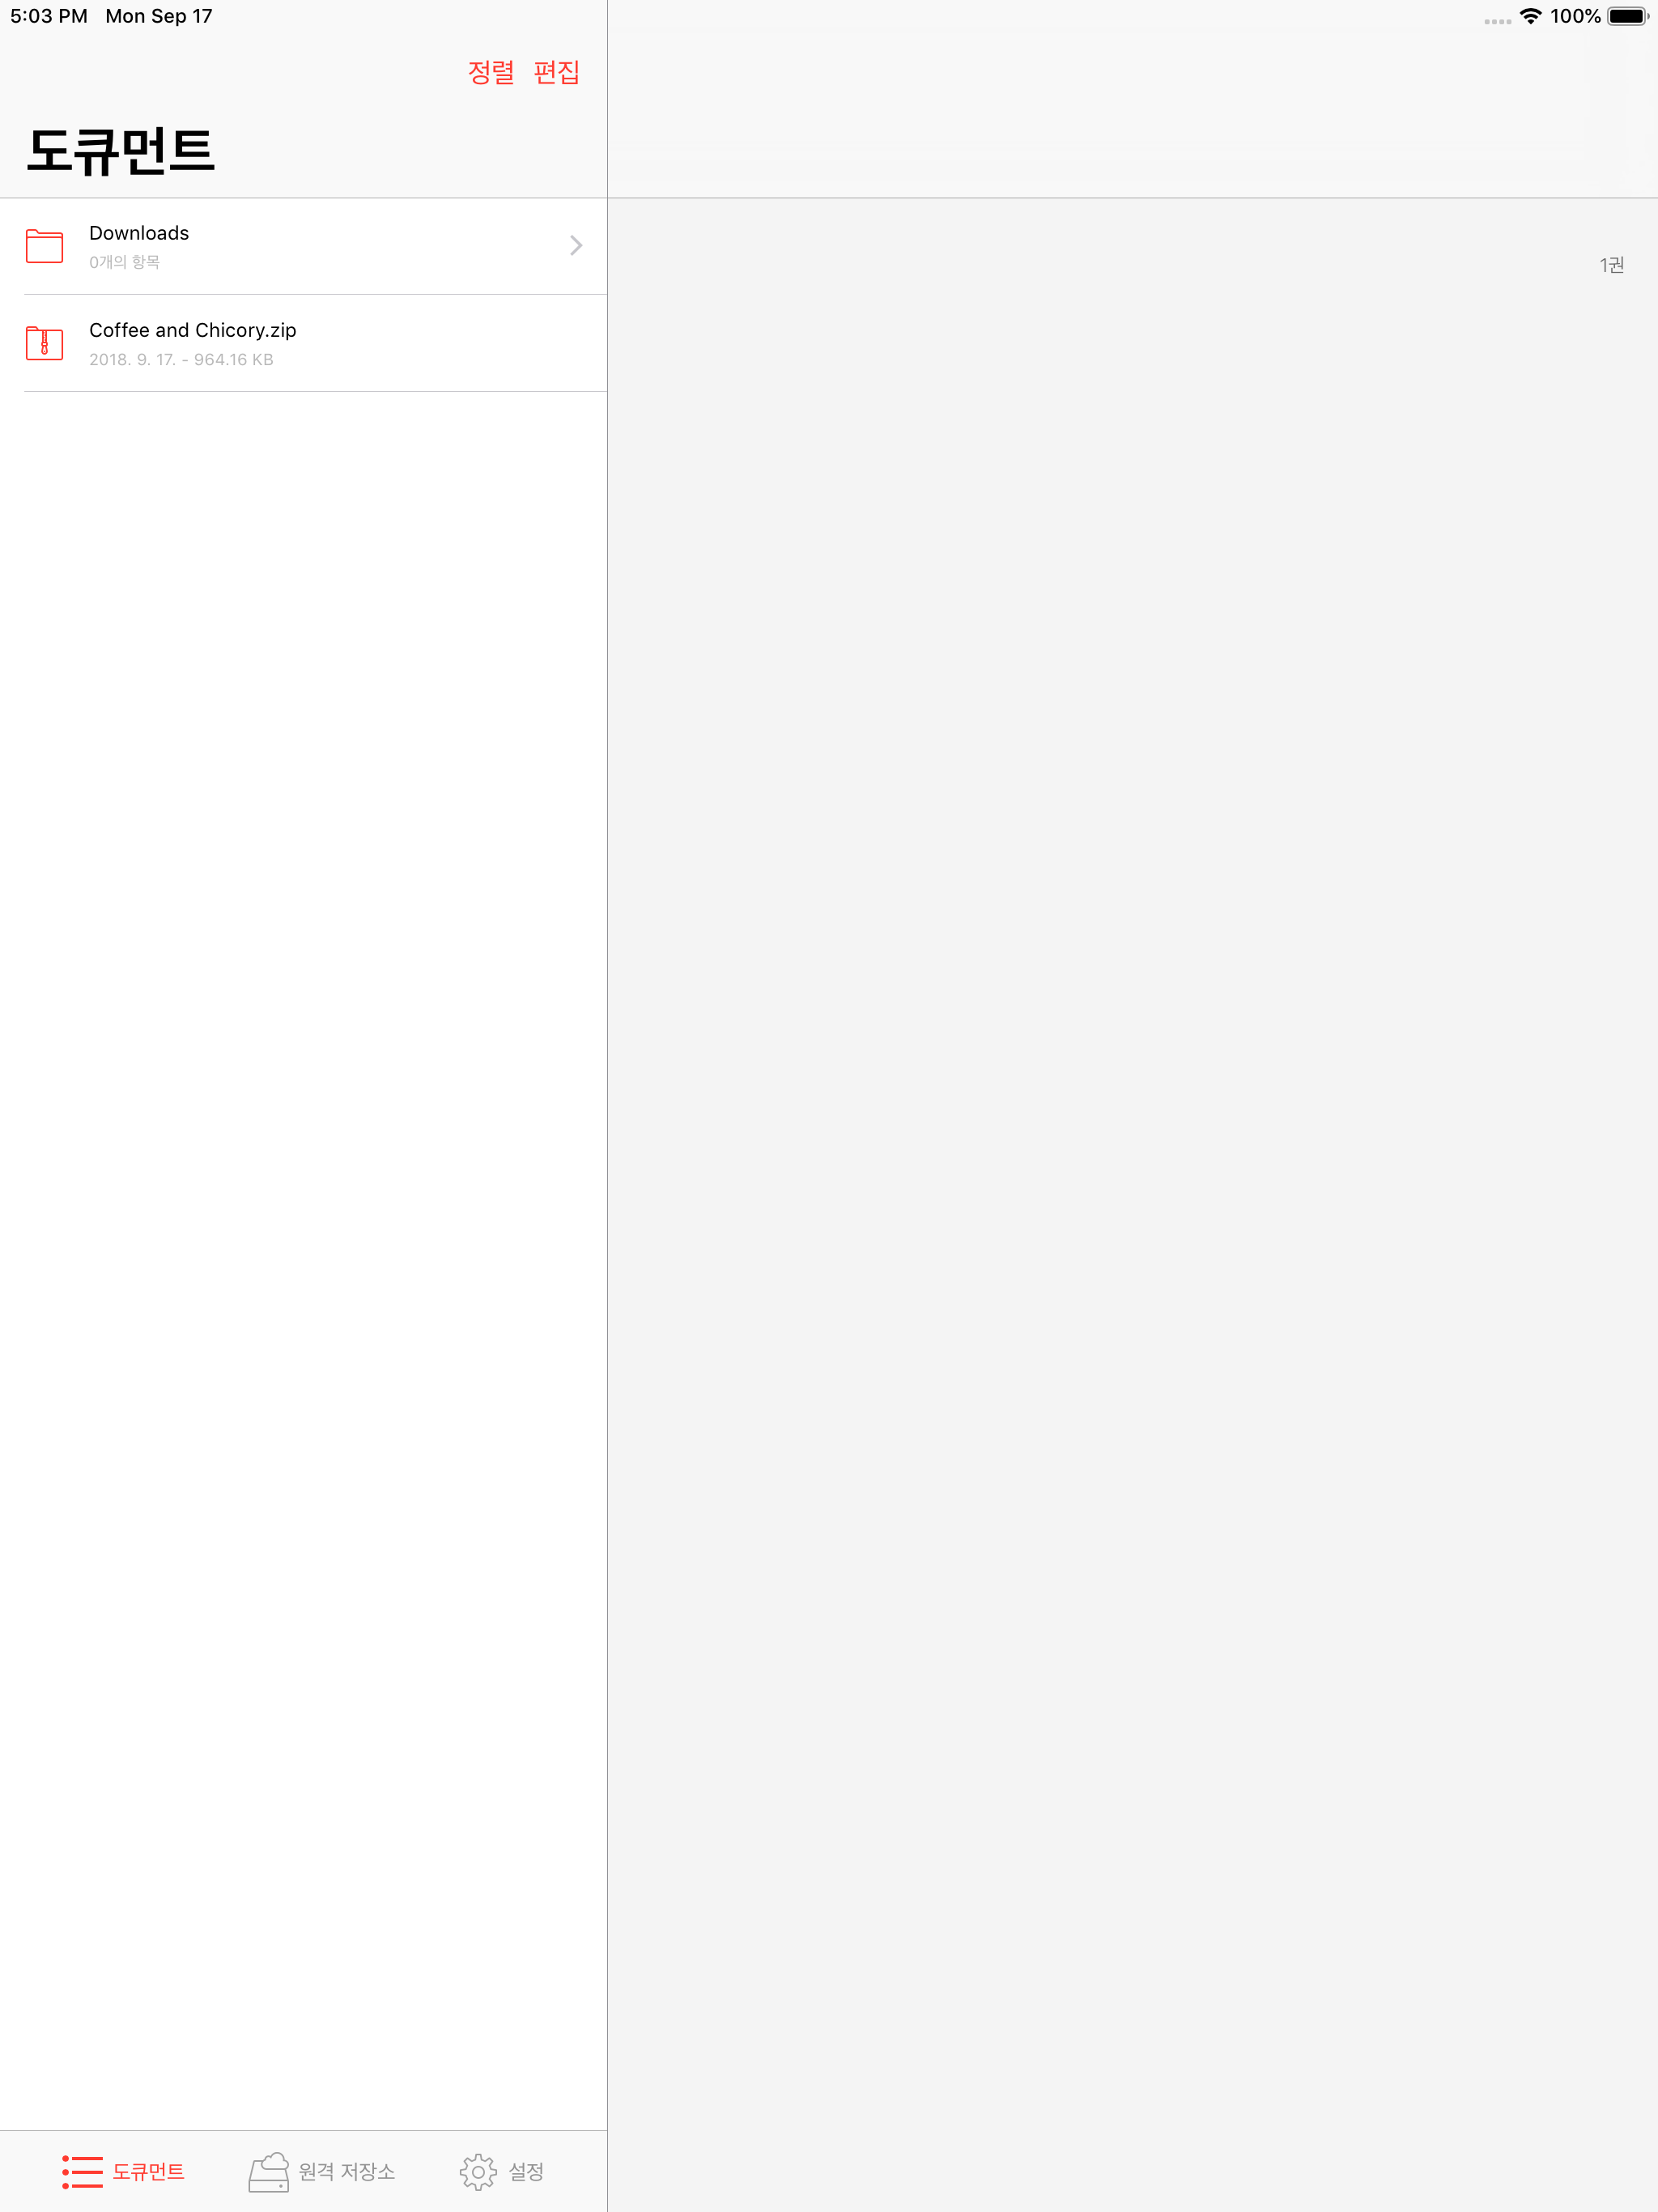 5:03 PM Mon Sep 17 100%
정렬 편집
도큐먼트
Downloads
0개의 항목
1권
Coffee and Chicory.zip
2018. 9. 17. - 964.16 KB
도큐먼트 원격 저장소 설정